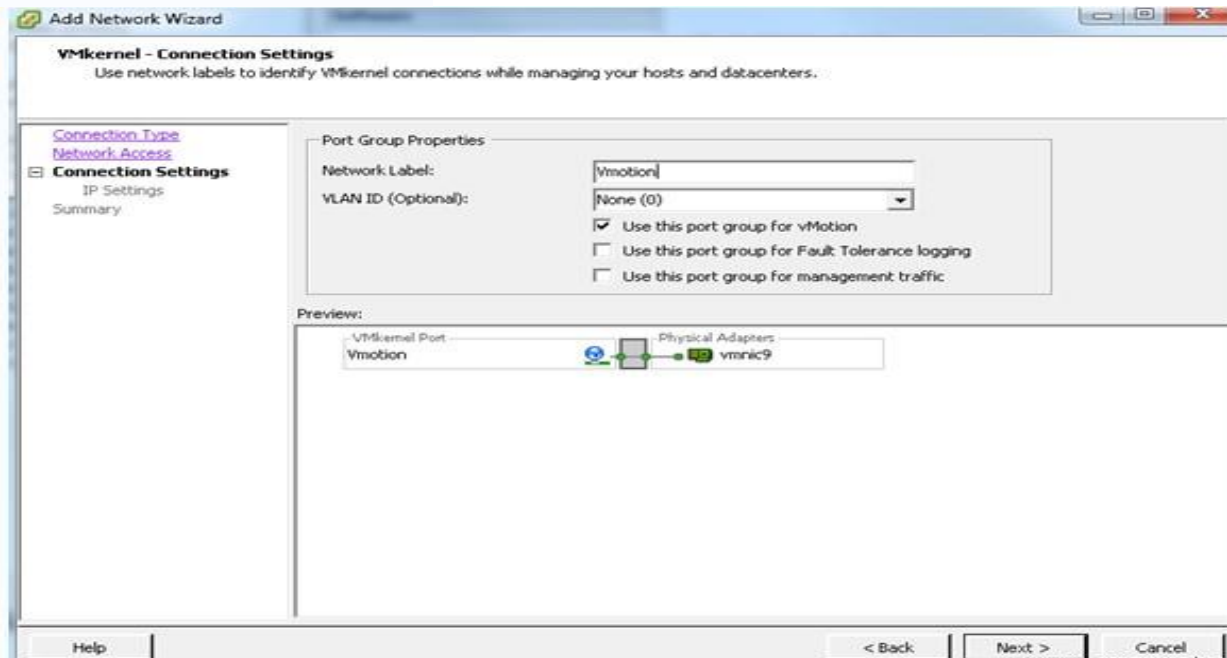 Add Network Wizard
VMkernel - Connection Settings
Use network labels to identify VMkernel connections while managing your hosts and datacenters.
Connection Type
Network Access
Connection Settings
IP Settings
Summary
Port Group Properties
Network Label:
Vmotion
VLAN ID (Optional):
None (0)
Use this port group for vMotion
Use this port group for Fault Tolerance logging
Use this port group for management traffic
Preview:
VMkernel Port
Vmotion
Physical Adapters
vmnic9
Help
< Back
Next >
Cancel